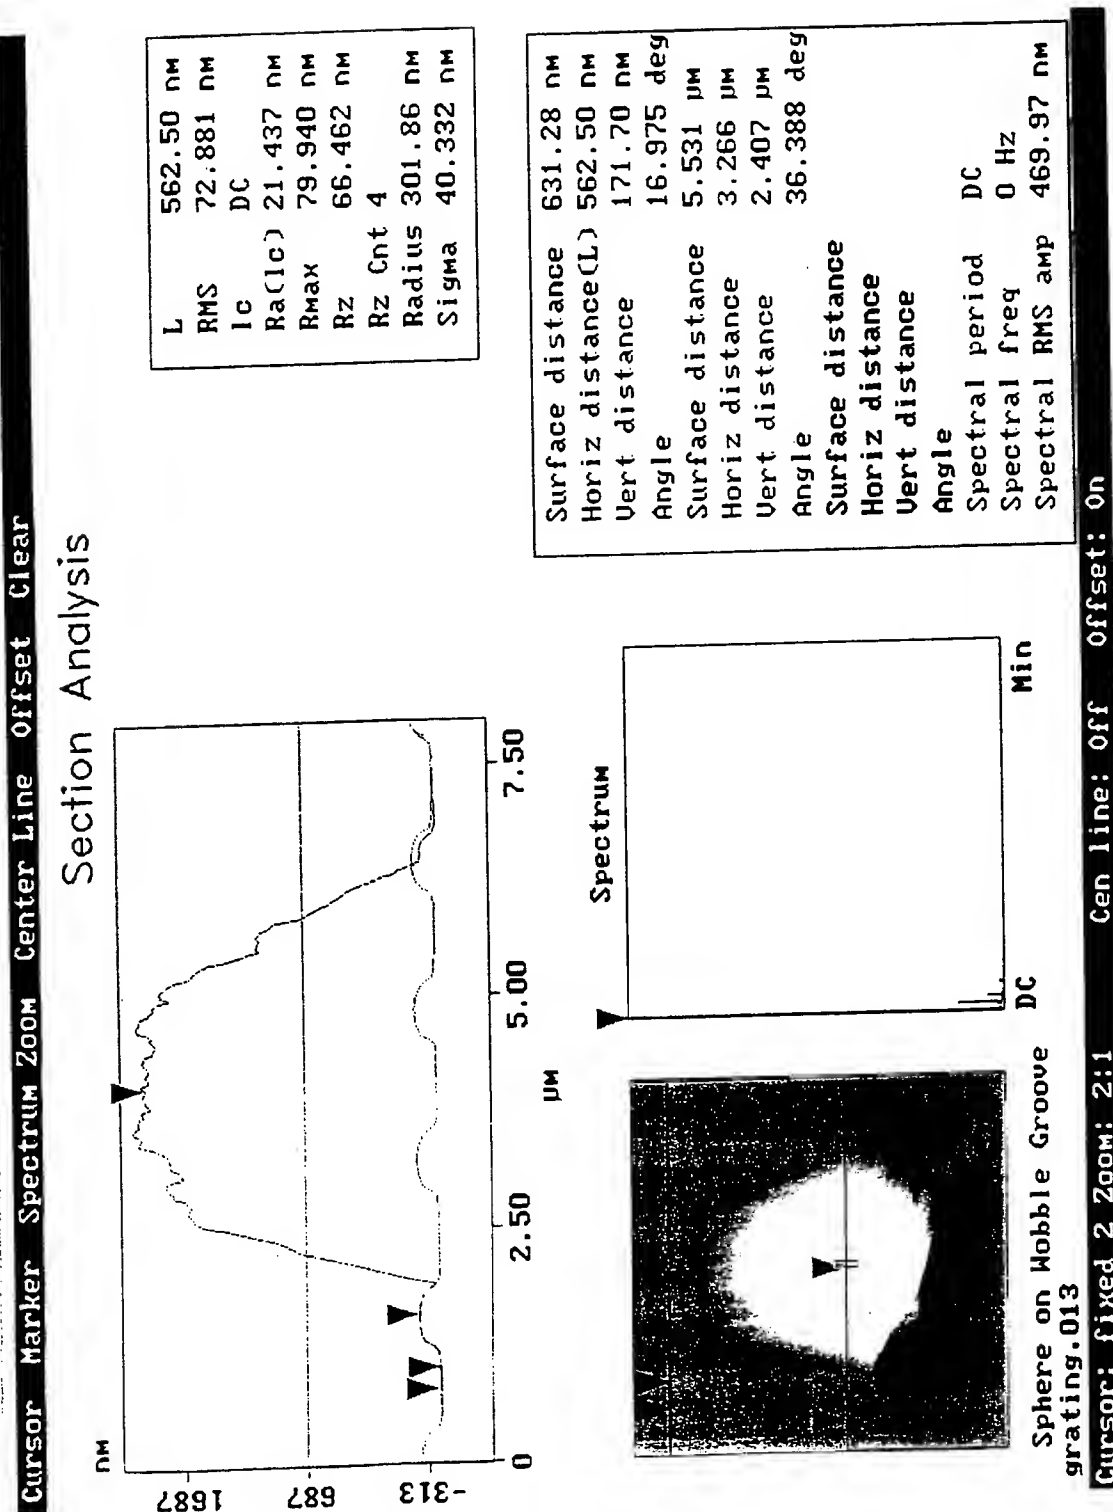 Cursor Marker Spectrum Zoom Center Line Offset Clear
Section Analysis
nm
1687
687
-313
0
2.50
5.00
7.50
µm
L 562.50 nm
RMS 72.881 nm
lc DC
Ra(lc) 21.437 nm
Rmax 79.940 nm
Rz 66.462 nm
Rz Cnt 4
Radius 301.86 nm
Sigma 40.332 nm
Spectrum
DC
Min
Surface distance 631.28 nm
Horiz distance(L) 562.50 nm
Vert distance 171.70 nm
Angle 16.975 deg
Surface distance 5.531 µm
Horiz distance 3.266 µm
Vert distance 2.407 µm
Angle 36.388 deg
Surface distance
Horiz distance
Vert distance
Angle
Spectral period DC
Spectral freq 0 Hz
Spectral RMS amp 469.97 nm
Sphere on Wobble Groove
grating.013
Cursor: fixed 2 Zoom: 2:1 Cen line: Off Offset: On